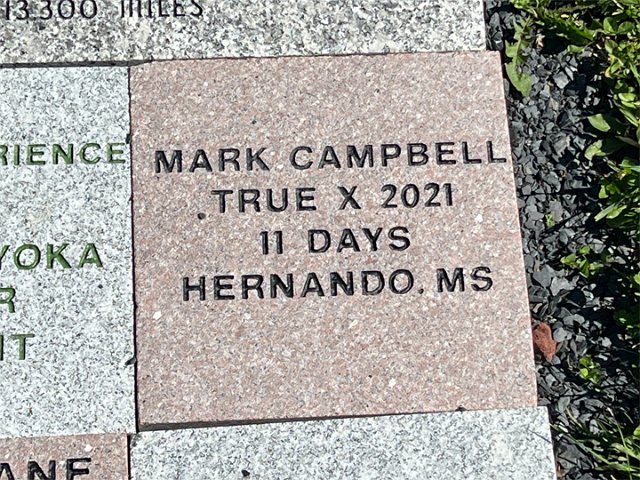 13300 MILES
MARK CAMPBELL
TRUE X 2021
11 DAYS
HERNANDO. MS
RIENCE
YOKA
R
IT
ANE